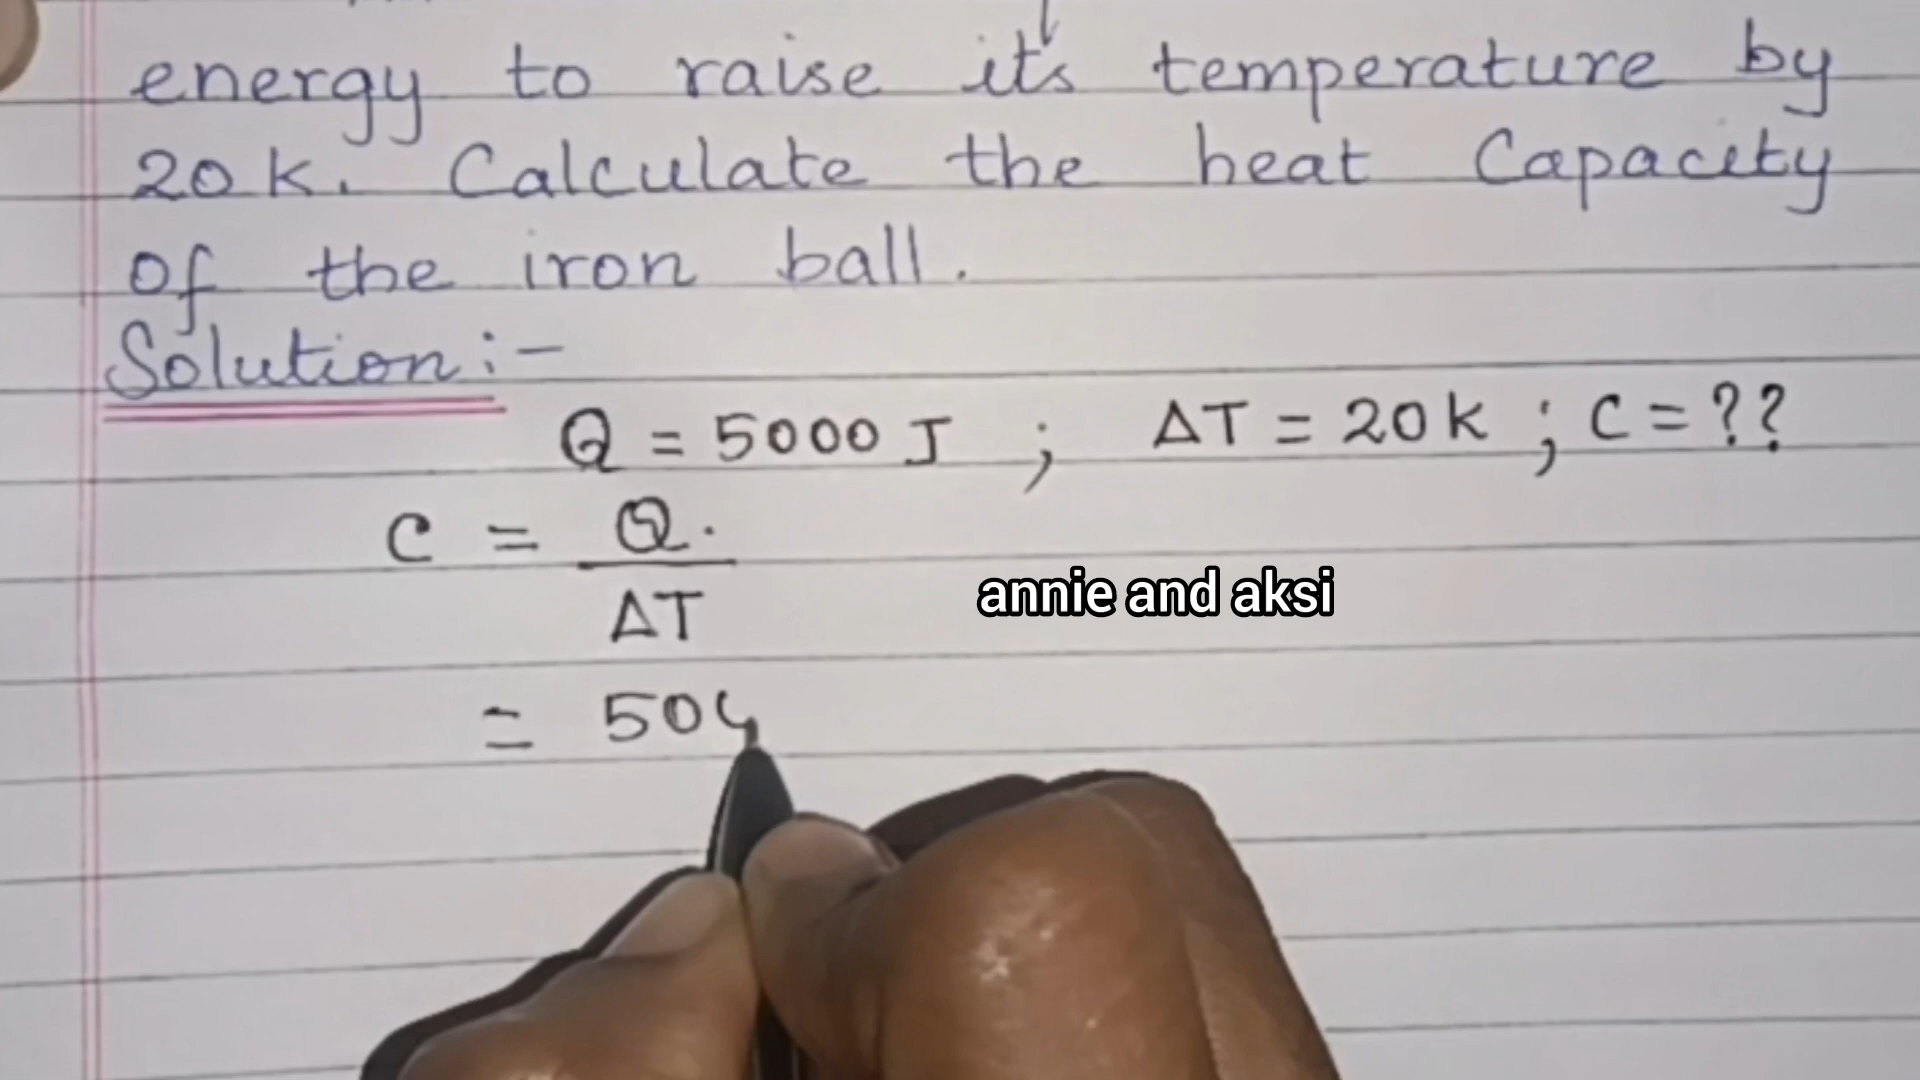 energy to raise it's temperature by
20k. Calculate the heat Capacity
of the iron ball.
Solution:-
Q = 5000 J ; ΔT = 20k ; C = ??
C = Q.
ΔT
annie and aksi
= 50